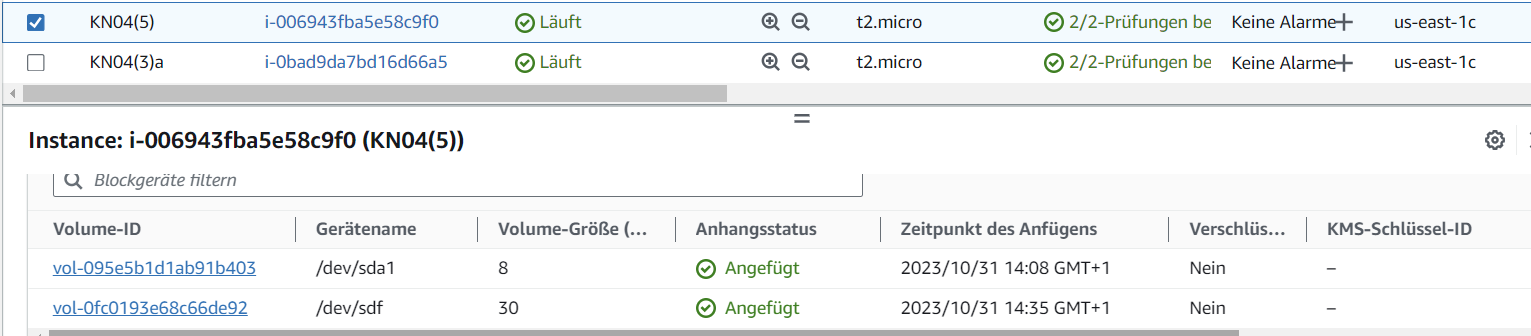 KN04(5) i-006943fba5e58c9f0 Läuft t2.micro 2/2-Prüfungen be Keine Alarme us-east-1c
KN04(3)a i-0bad9da7bd16d66a5 Läuft t2.micro 2/2-Prüfungen be Keine Alarme us-east-1c
Instance: i-006943fba5e58c9f0 (KN04(5))
Blockgeräte filtern
Volume-ID Gerätename Volume-Größe (... Anhangsstatus Zeitpunkt des Anfügens Verschlüs... KMS-Schlüssel-ID
vol-095e5b1d1ab91b403 /dev/sda1 8 Angefügt 2023/10/31 14:08 GMT+1 Nein –
vol-0fc0193e68c66de92 /dev/sdf 30 Angefügt 2023/10/31 14:35 GMT+1 Nein –